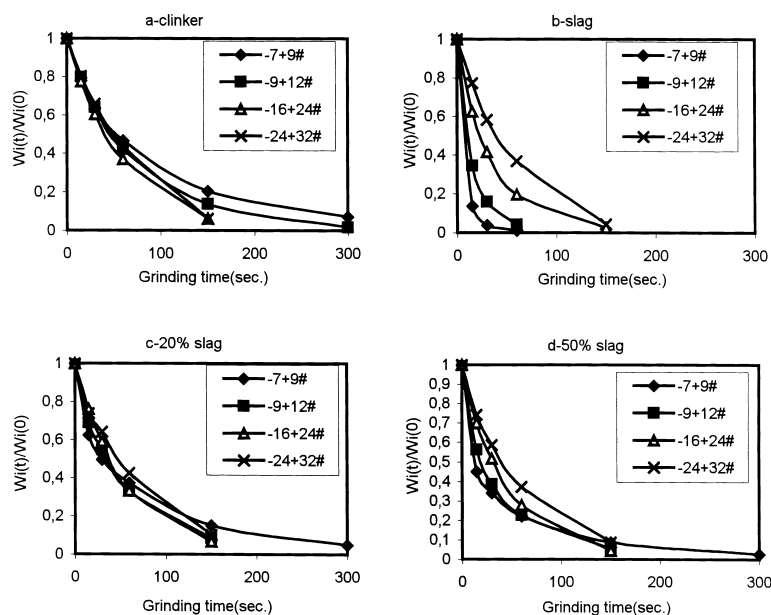 a-clinker
1
0,8
0,6
0,4
0,2
0
Wi(t)/Wi(0)
0 100 200 300
Grinding time(sec.)
-7+9#
-9+12#
-16+24#
-24+32#
b-slag
1
0,8
0,6
0,4
0,2
0
Wi(t)/Wi(0)
0 100 200 300
Grinding time(sec.)
-7+9#
-9+12#
-16+24#
-24+32#
c-20% slag
1
0,8
0,6
0,4
0,2
0
Wi(t)/Wi(0)
0 100 200 300
Grinding time(sec.)
-7+9#
-9+12#
-16+24#
-24+32#
d-50% slag
1
0,9
0,8
0,7
0,6
0,5
0,4
0,3
0,2
0,1
0
Wi(t)/Wi(0)
0 100 200 300
Grinding time(sec.)
-7+9#
-9+12#
-16+24#
-24+32#